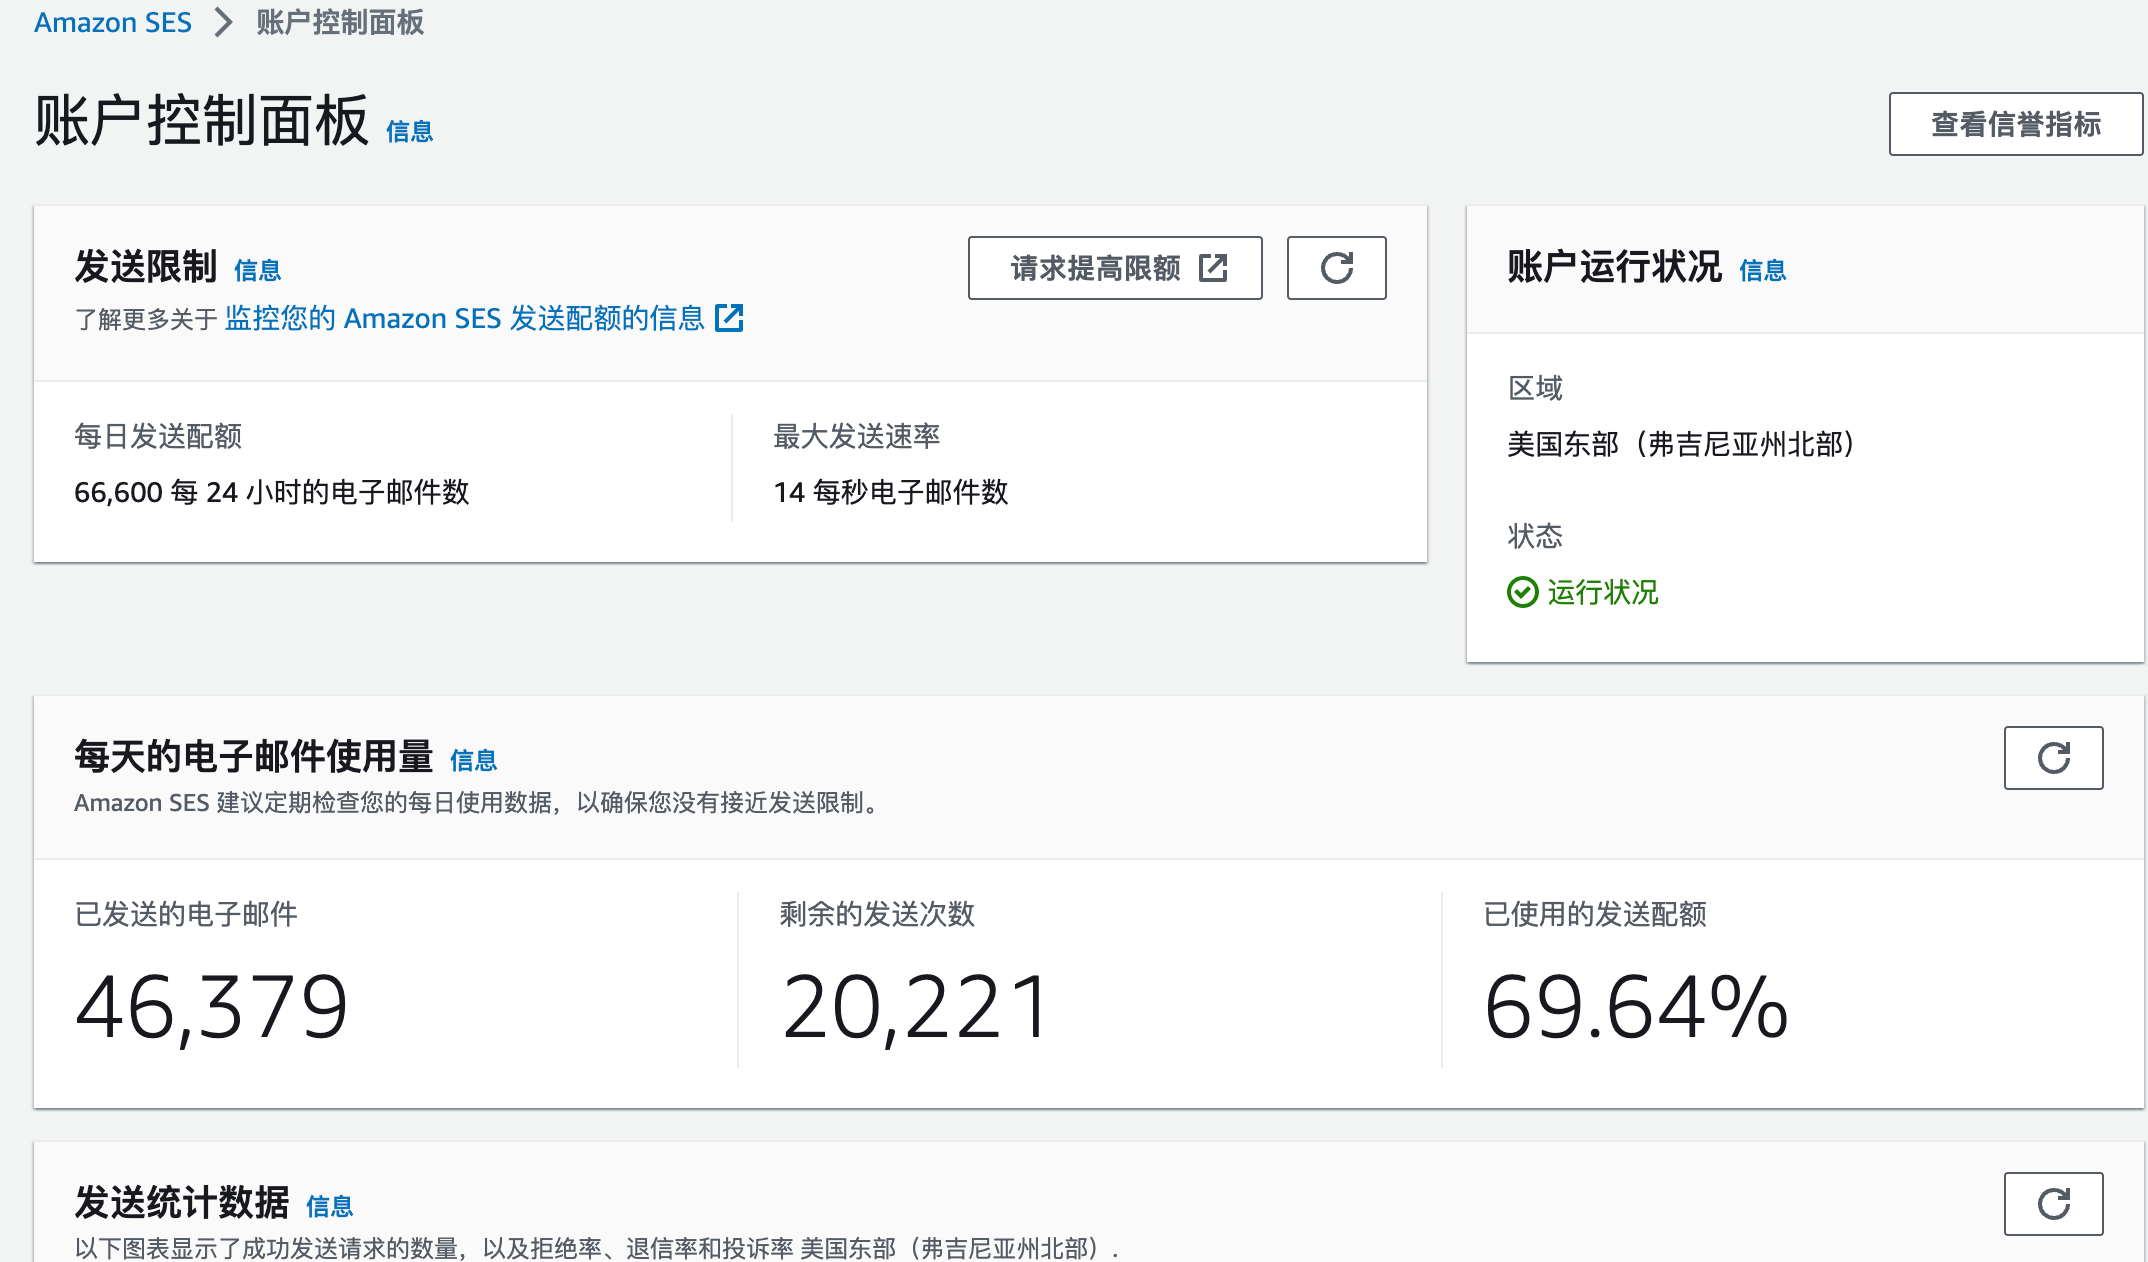 Amazon SES > 账户控制面板
账户控制面板 信息
查看信誉指标
发送限制 信息
请求提高限额
了解更多关于 监控您的 Amazon SES 发送配额的信息
每日发送配额
66,600 每 24 小时的电子邮件数
最大发送速率
14 每秒电子邮件数
账户运行状况 信息
区域
美国东部（弗吉尼亚州北部）
状态
运行状况
每天的电子邮件使用量 信息
Amazon SES 建议定期检查您的每日使用数据，以确保您没有接近发送限制。
已发送的电子邮件
46,379
剩余的发送次数
20,221
已使用的发送配额
69.64%
发送统计数据 信息
以下图表显示了成功发送请求的数量，以及拒绝率、退信率和投诉率 美国东部（弗吉尼亚州北部）.